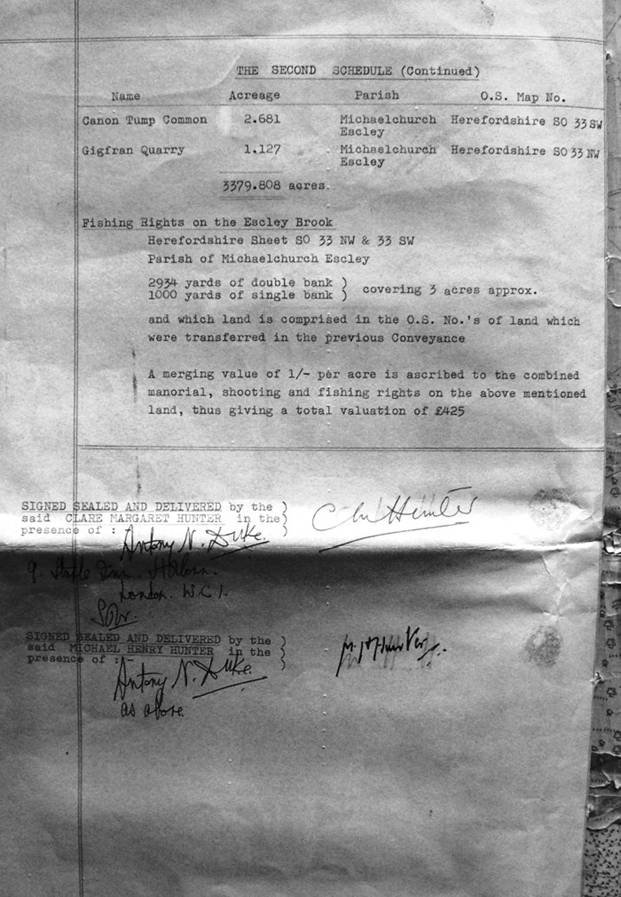 THE SECOND SCHEDULE (Continued)
Name Acreage Parish O.S. Map No.
Canon Tump Common 2.681 Michaelchurch Herefordshire SO 33 SW
Escley
Gigfran Quarry 1.127 Michaelchurch Herefordshire SO 33 NW
Escley
3379.808 acres.
Fishing Rights on the Escley Brook
Herefordshire Sheet SO 33 NW & 33 SW
Parish of Michaelchurch Escley
2934 yards of double bank )
1000 yards of single bank ) covering 3 acres approx.
and which land is comprised in the O.S. No.'s of land which
were transferred in the previous Conveyance
A merging value of 1/- per acre is ascribed to the combined
manorial, shooting and fishing rights on the above mentioned
land, thus giving a total valuation of £425
SIGNED SEALED AND DELIVERED by the )
said CLARE MARGARET HUNTER in the )
presence of : )
CM Hunter
Antony N. Duke.
9. Staple Inn. Holborn.
London. W.C.1.
SIGNED SEALED AND DELIVERED by the )
said MICHAEL HENRY HUNTER in the )
presence of : )
M H Hunter.
Antony N. Duke.
as above.